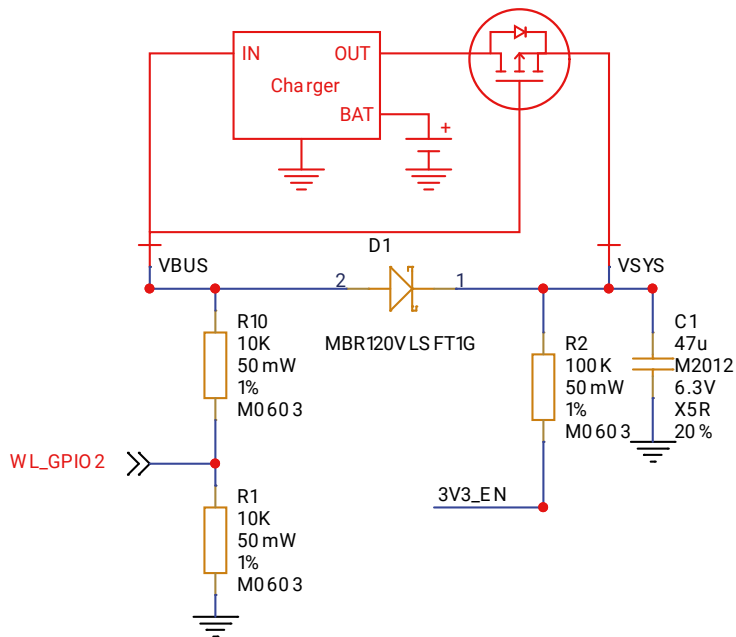 IN
OUT
Charger
BAT
+
D1
VBUS
VSYS
2
1
MBR120VLSFT1G
R10
10K
50mW
1%
M0603
R2
100K
50mW
1%
M0603
C1
47u
M2012
6.3V
X5R
20%
WL_GPIO2
3V3_EN
R1
10K
50mW
1%
M0603